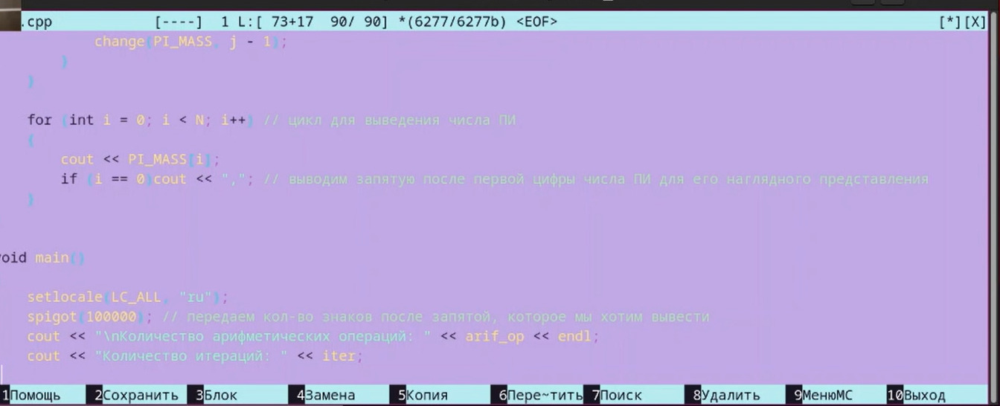 .cpp [----] 1 L:[ 73+17 90/ 90] *(6277/6277b) <EOF> [*][X]
change(PI_MASS, j - 1);
}
}
for (int i = 0; i < N; i++) // цикл для выведения числа ПИ
{
cout << PI_MASS[i];
if (i == 0)cout << ","; // выводим запятую после первой цифры числа ПИ для его наглядного представления
}
void main()
setlocale(LC_ALL, "ru");
spigot(100000); // передаем кол-во знаков после запятой, которое мы хотим вывести
cout << "\nКоличество арифметических операций: " << arif_op << endl;
cout << "Количество итераций: " << iter;
1Помощь 2Сохранить 3Блок 4Замена 5Копия 6Пере~тить 7Поиск 8Удалить 9МенюМС 10Выход